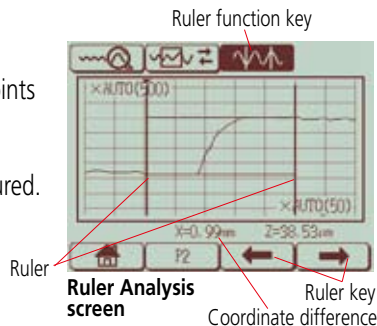 Ruler function key
ints
×AUTO(500)
ured.
×AUTO(50)
X=0.99mm Z=38.53μm
P2
Ruler
Ruler Analysis
screen
Ruler key
Coordinate difference